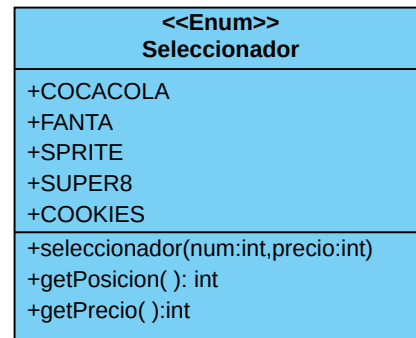 <<Enum>>
Seleccionador
+COCACOLA
+FANTA
+SPRITE
+SUPER8
+COOKIES
+seleccionador(num:int,precio:int)
+getPosicion( ): int
+getPrecio( ):int